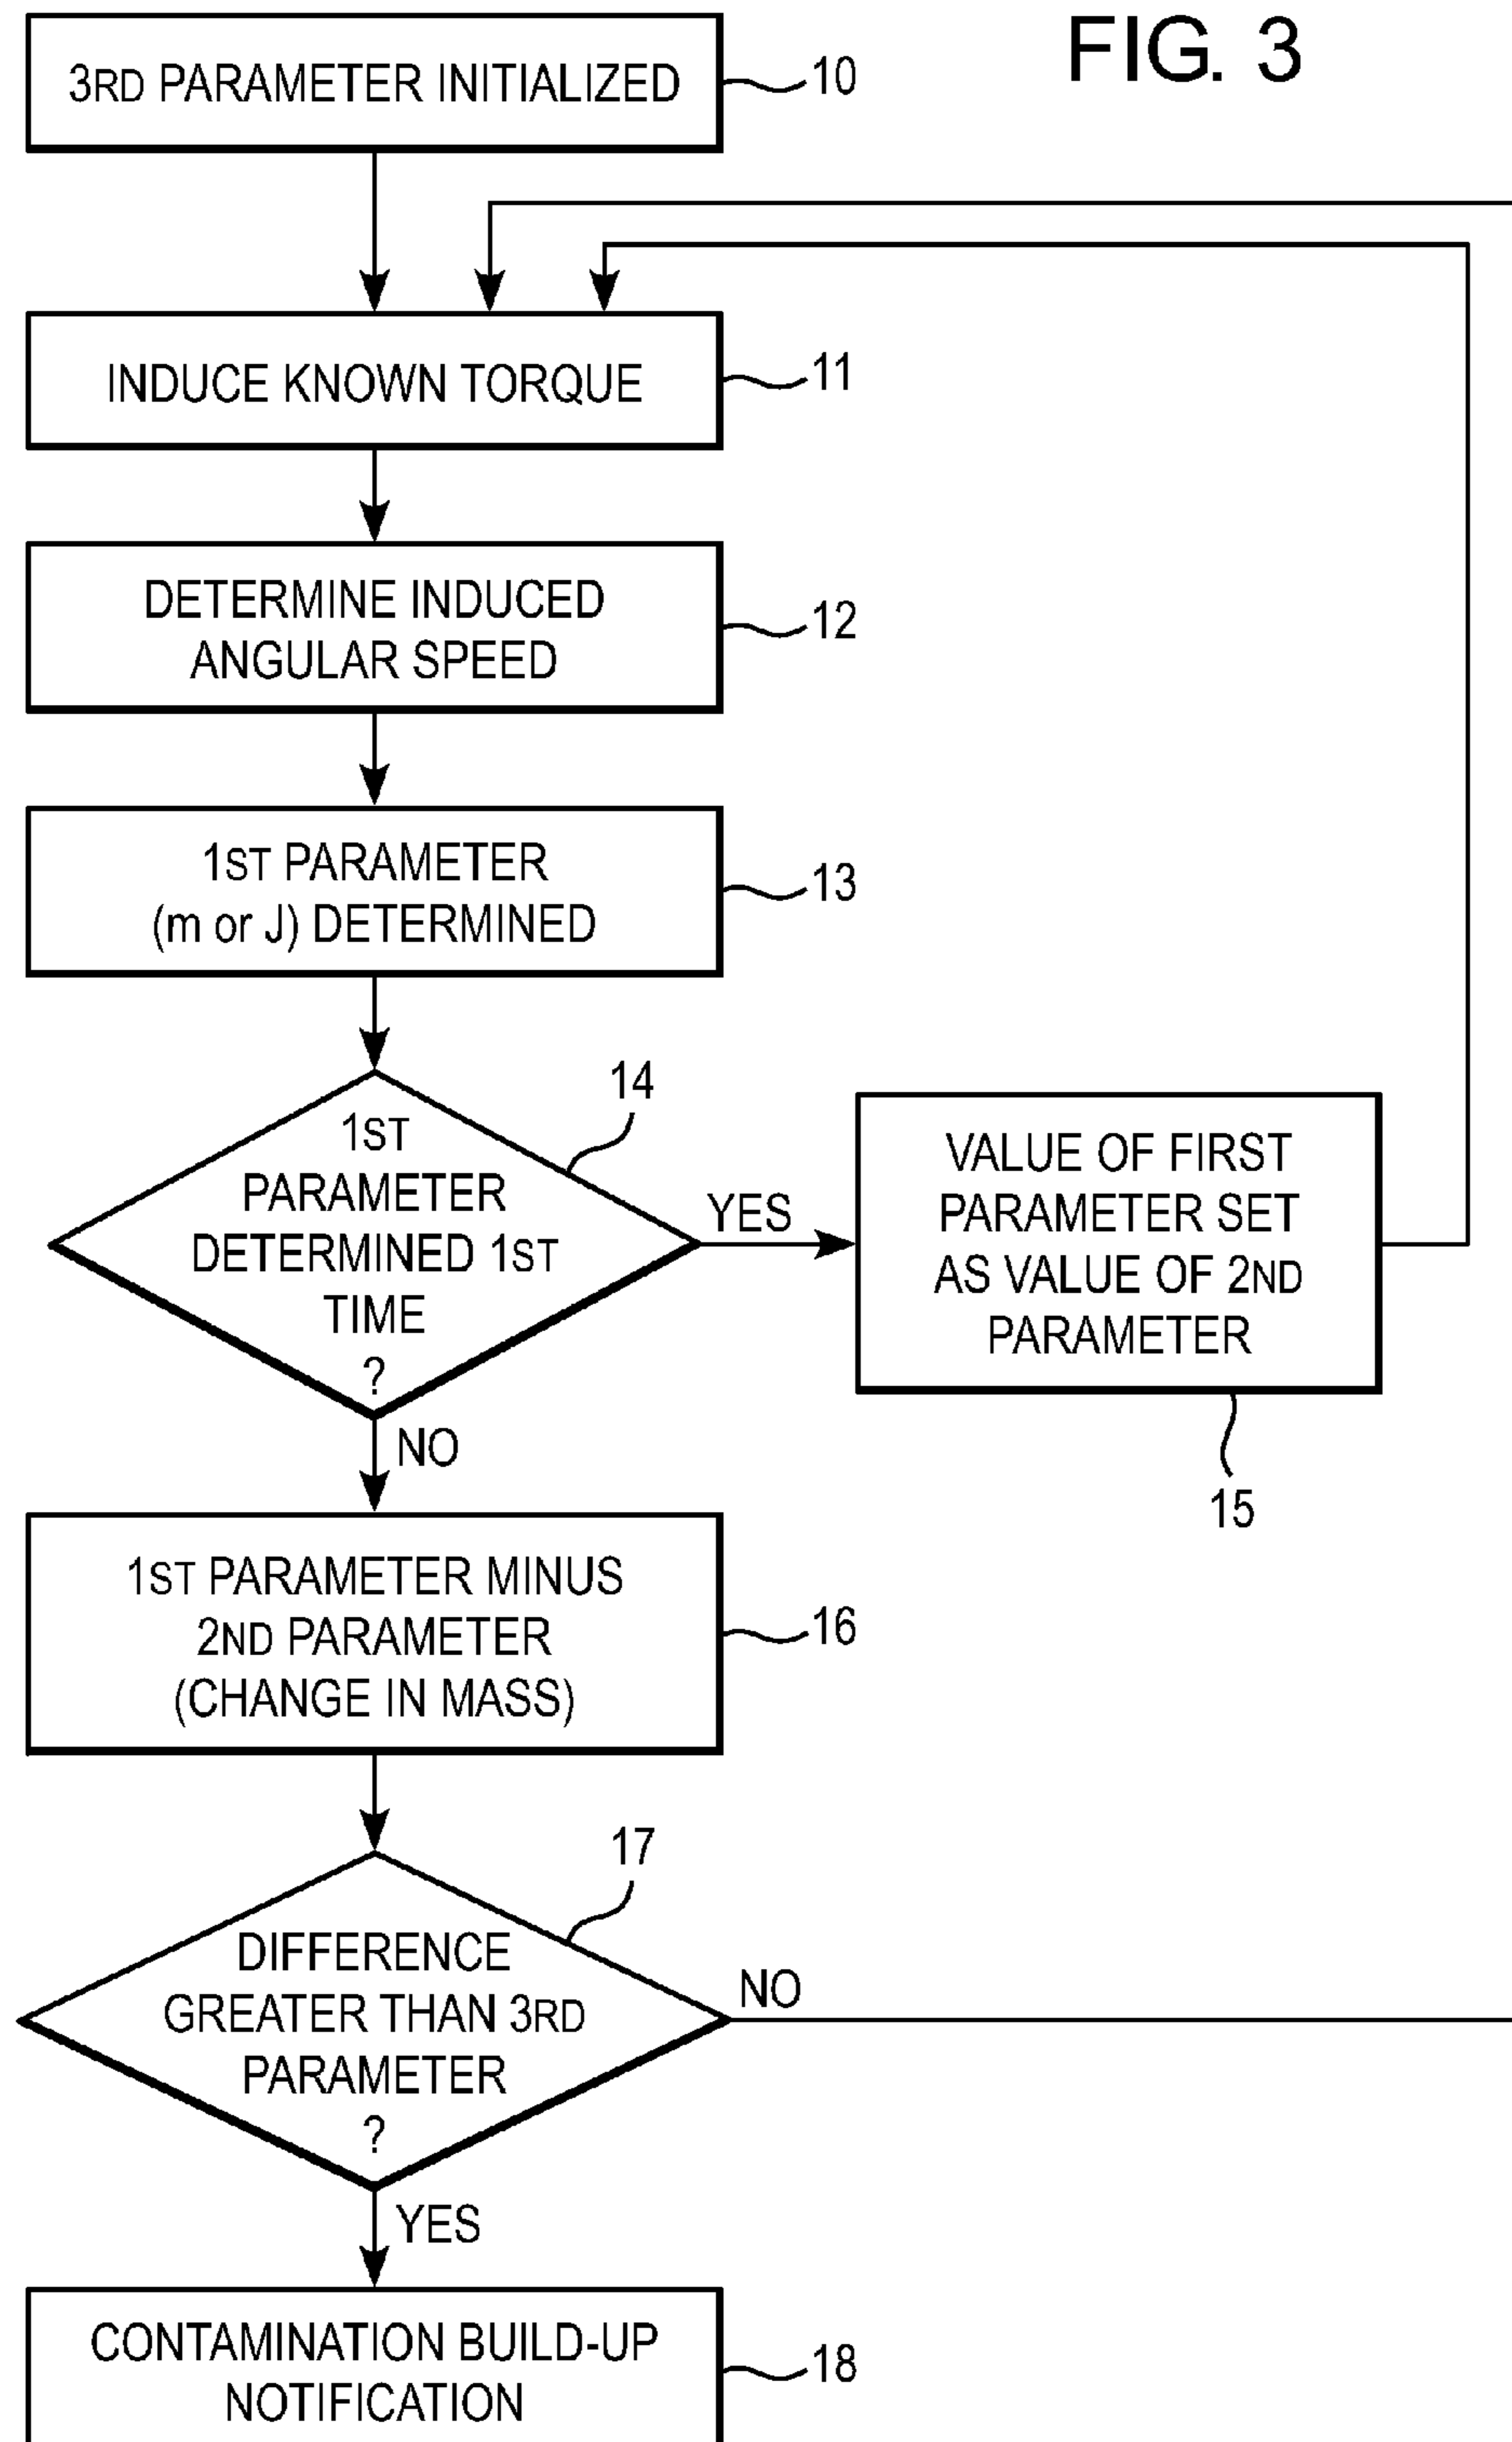 FIG. 3
3RD PARAMETER INITIALIZED
10
INDUCE KNOWN TORQUE
11
DETERMINE INDUCED
ANGULAR SPEED
12
1ST PARAMETER
(m or J) DETERMINED
13
14
1ST
PARAMETER
DETERMINED 1ST
TIME
?
YES
VALUE OF FIRST
PARAMETER SET
AS VALUE OF 2ND
PARAMETER
15
NO
1ST PARAMETER MINUS
2ND PARAMETER
(CHANGE IN MASS)
16
17
DIFFERENCE
GREATER THAN 3RD
PARAMETER
?
NO
YES
CONTAMINATION BUILD-UP
NOTIFICATION
18